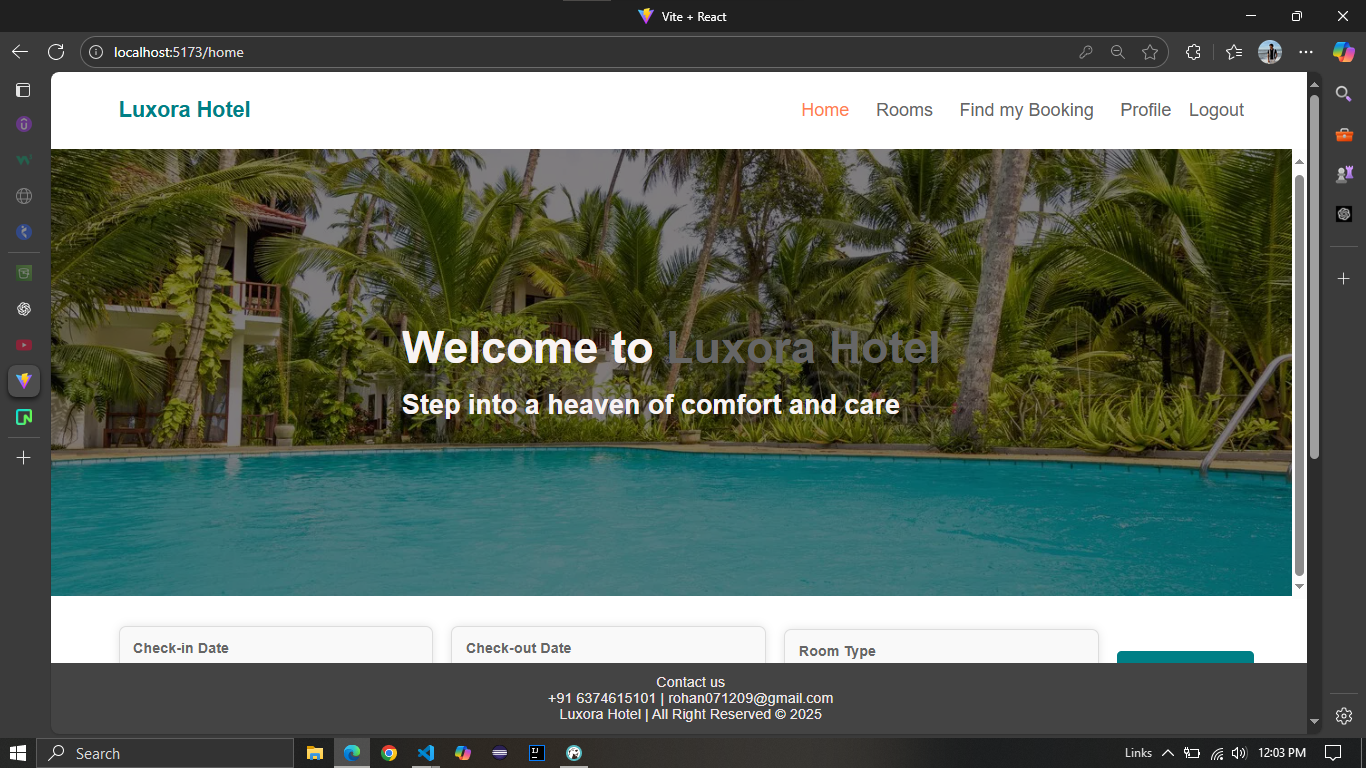 Vite + React
localhost:5173/home
Luxora Hotel
Home Rooms Find my Booking Profile Logout
Welcome to Luxora Hotel
Step into a heaven of comfort and care
Check-in Date Check-out Date Room Type
Contact us
+91 6374615101 | rohan071209@gmail.com
Luxora Hotel | All Right Reserved © 2025
Search
Links
12:03 PM